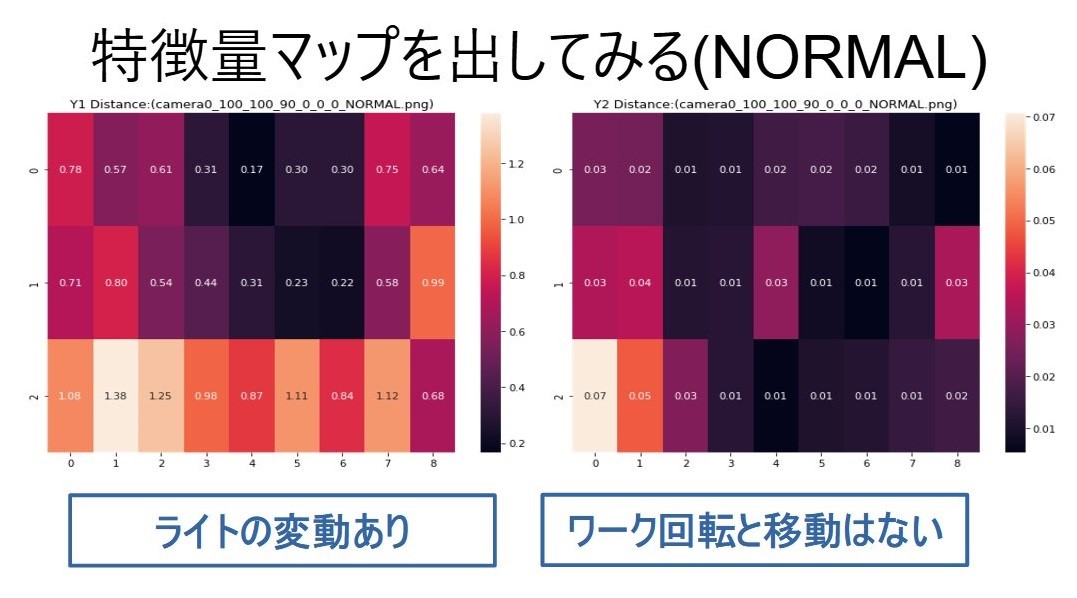 特徴量マップを出してみる(NORMAL)
Y1 Distance:(camera0_100_100_90_0_0_0_NORMAL.png)
0 0.78 0.57 0.61 0.31 0.17 0.30 0.30 0.75 0.64
1 0.71 0.80 0.54 0.44 0.31 0.23 0.22 0.58 0.99
2 1.08 1.38 1.25 0.98 0.87 1.11 0.84 1.12 0.68
0 1 2 3 4 5 6 7 8
1.2
1.0
0.8
0.6
0.4
0.2
Y2 Distance:(camera0_100_100_90_0_0_0_NORMAL.png)
0 0.03 0.02 0.01 0.01 0.02 0.02 0.02 0.01 0.01
1 0.03 0.04 0.01 0.01 0.03 0.01 0.01 0.01 0.03
2 0.07 0.05 0.03 0.01 0.01 0.01 0.01 0.01 0.02
0 1 2 3 4 5 6 7 8
0.07
0.06
0.05
0.04
0.03
0.02
0.01
ライトの変動あり
ワーク回転と移動はない